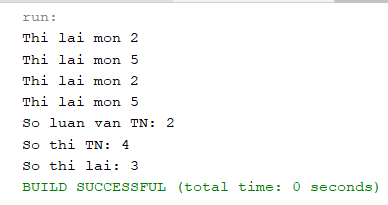 run:
Thi lai mon 2
Thi lai mon 5
Thi lai mon 2
Thi lai mon 5
So luan van TN: 2
So thi TN: 4
So thi lai: 3
BUILD SUCCESSFUL (total time: 0 seconds)